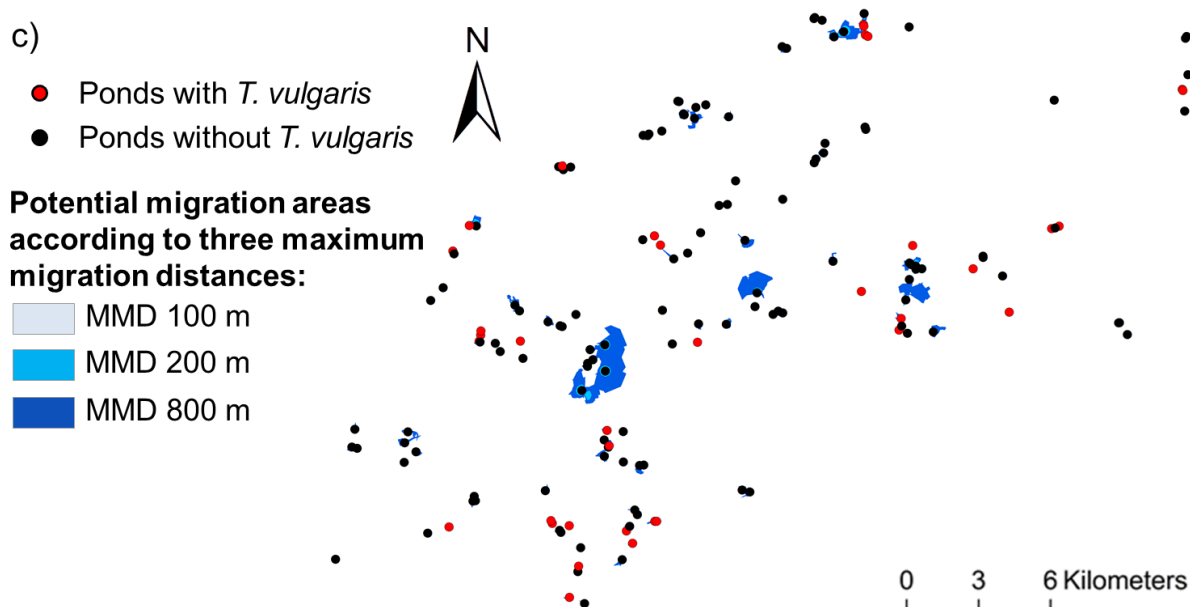 c)
N
Ponds with T. vulgaris
Ponds without T. vulgaris
Potential migration areas
according to three maximum
migration distances:
MMD 100 m
MMD 200 m
MMD 800 m
0 3 6 Kilometers